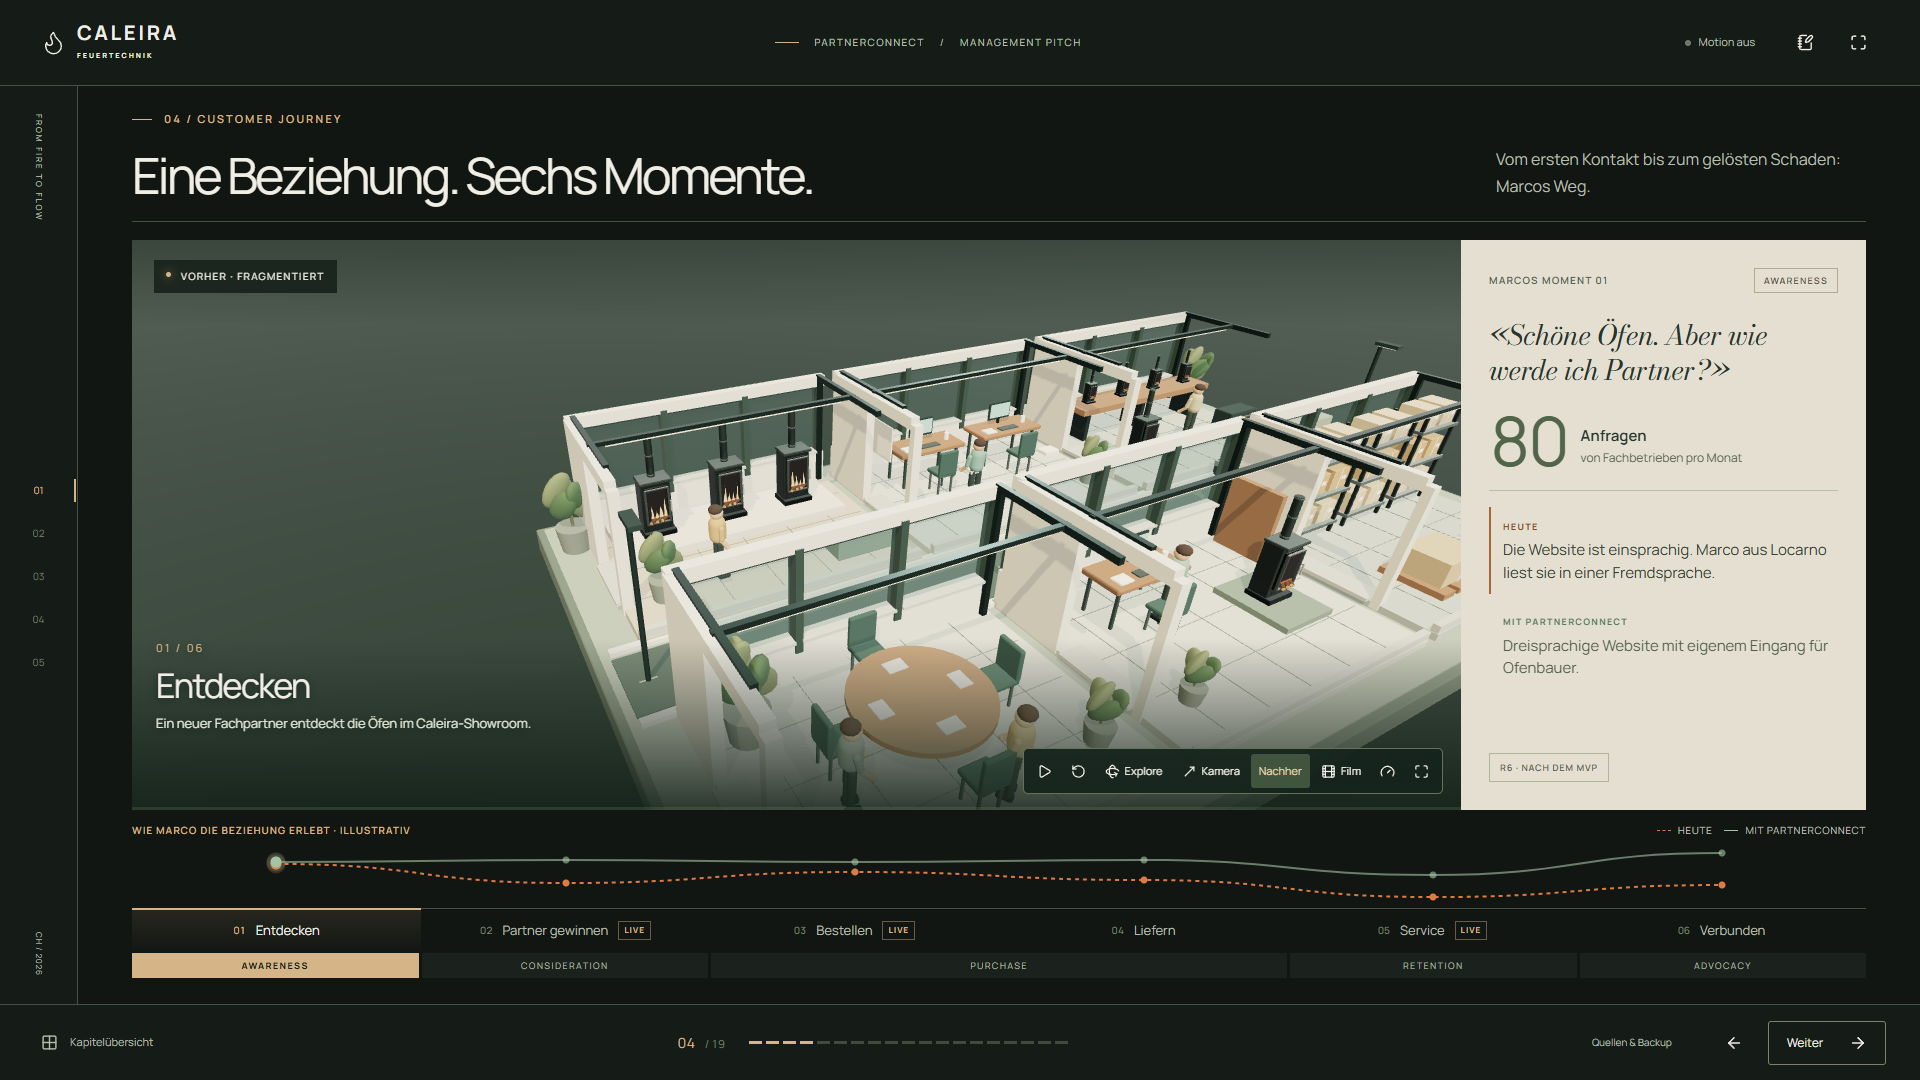 CALEIRA
FEUERTECHNIK
PARTNERCONNECT / MANAGEMENT PITCH
Motion aus
FROM FIRE TO FLOW
01
02
03
04
05
CH / 2026
04 / CUSTOMER JOURNEY
Eine Beziehung. Sechs Momente.
Vom ersten Kontakt bis zum gelösten Schaden:
Marcos Weg.
VORHER · FRAGMENTIERT
01 / 06
Entdecken
Ein neuer Fachpartner entdeckt die Öfen im Caleira-Showroom.
Explore
Kamera
Nachher
Film
MARCOS MOMENT 01
AWARENESS
«Schöne Öfen. Aber wie
werde ich Partner?»
80
Anfragen
von Fachbetrieben pro Monat
HEUTE
Die Website ist einsprachig. Marco aus Locarno
liest sie in einer Fremdsprache.
MIT PARTNERCONNECT
Dreisprachige Website mit eigenem Eingang für
Ofenbauer.
R6 · NACH DEM MVP
WIE MARCO DIE BEZIEHUNG ERLEBT · ILLUSTRATIV
HEUTE
MIT PARTNERCONNECT
01 Entdecken
02 Partner gewinnen LIVE
03 Bestellen LIVE
04 Liefern
05 Service LIVE
06 Verbunden
AWARENESS
CONSIDERATION
PURCHASE
RETENTION
ADVOCACY
Kapitelübersicht
04 / 19
Quellen & Backup
Weiter